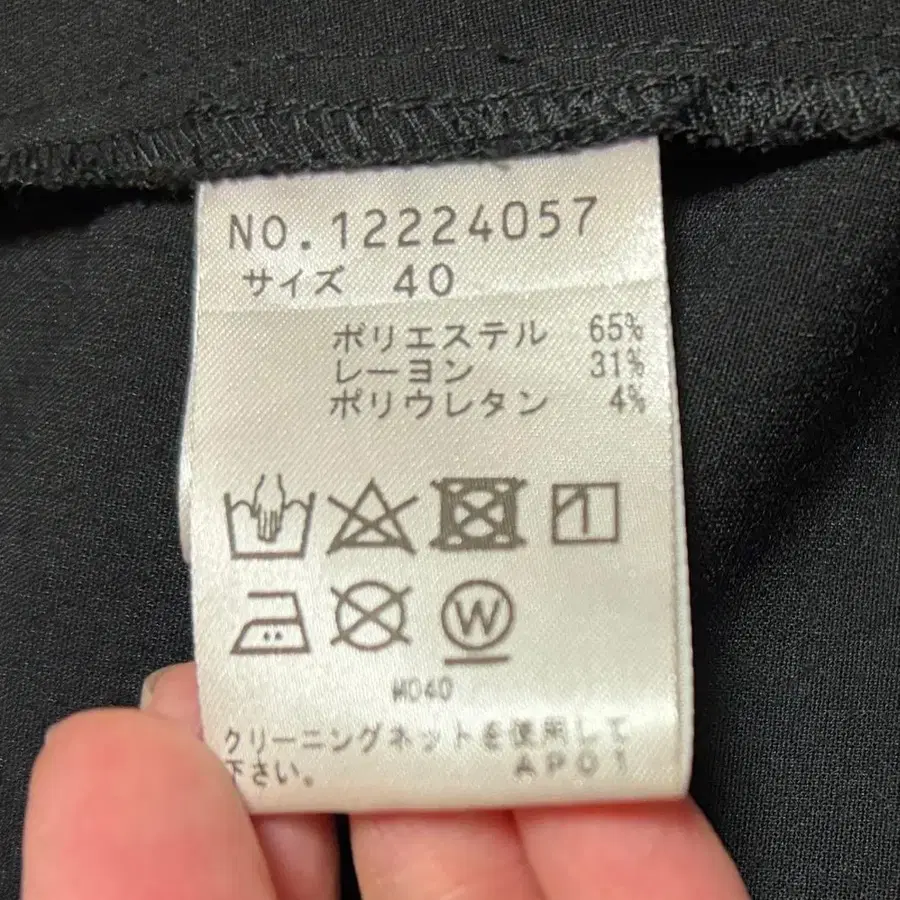 NO.12224057
サイズ 40
ポリエステル 65%
レーヨン 31%
ポリウレタン 4%
W
W040
クリーニングネットを使用して
下さい。 AP01